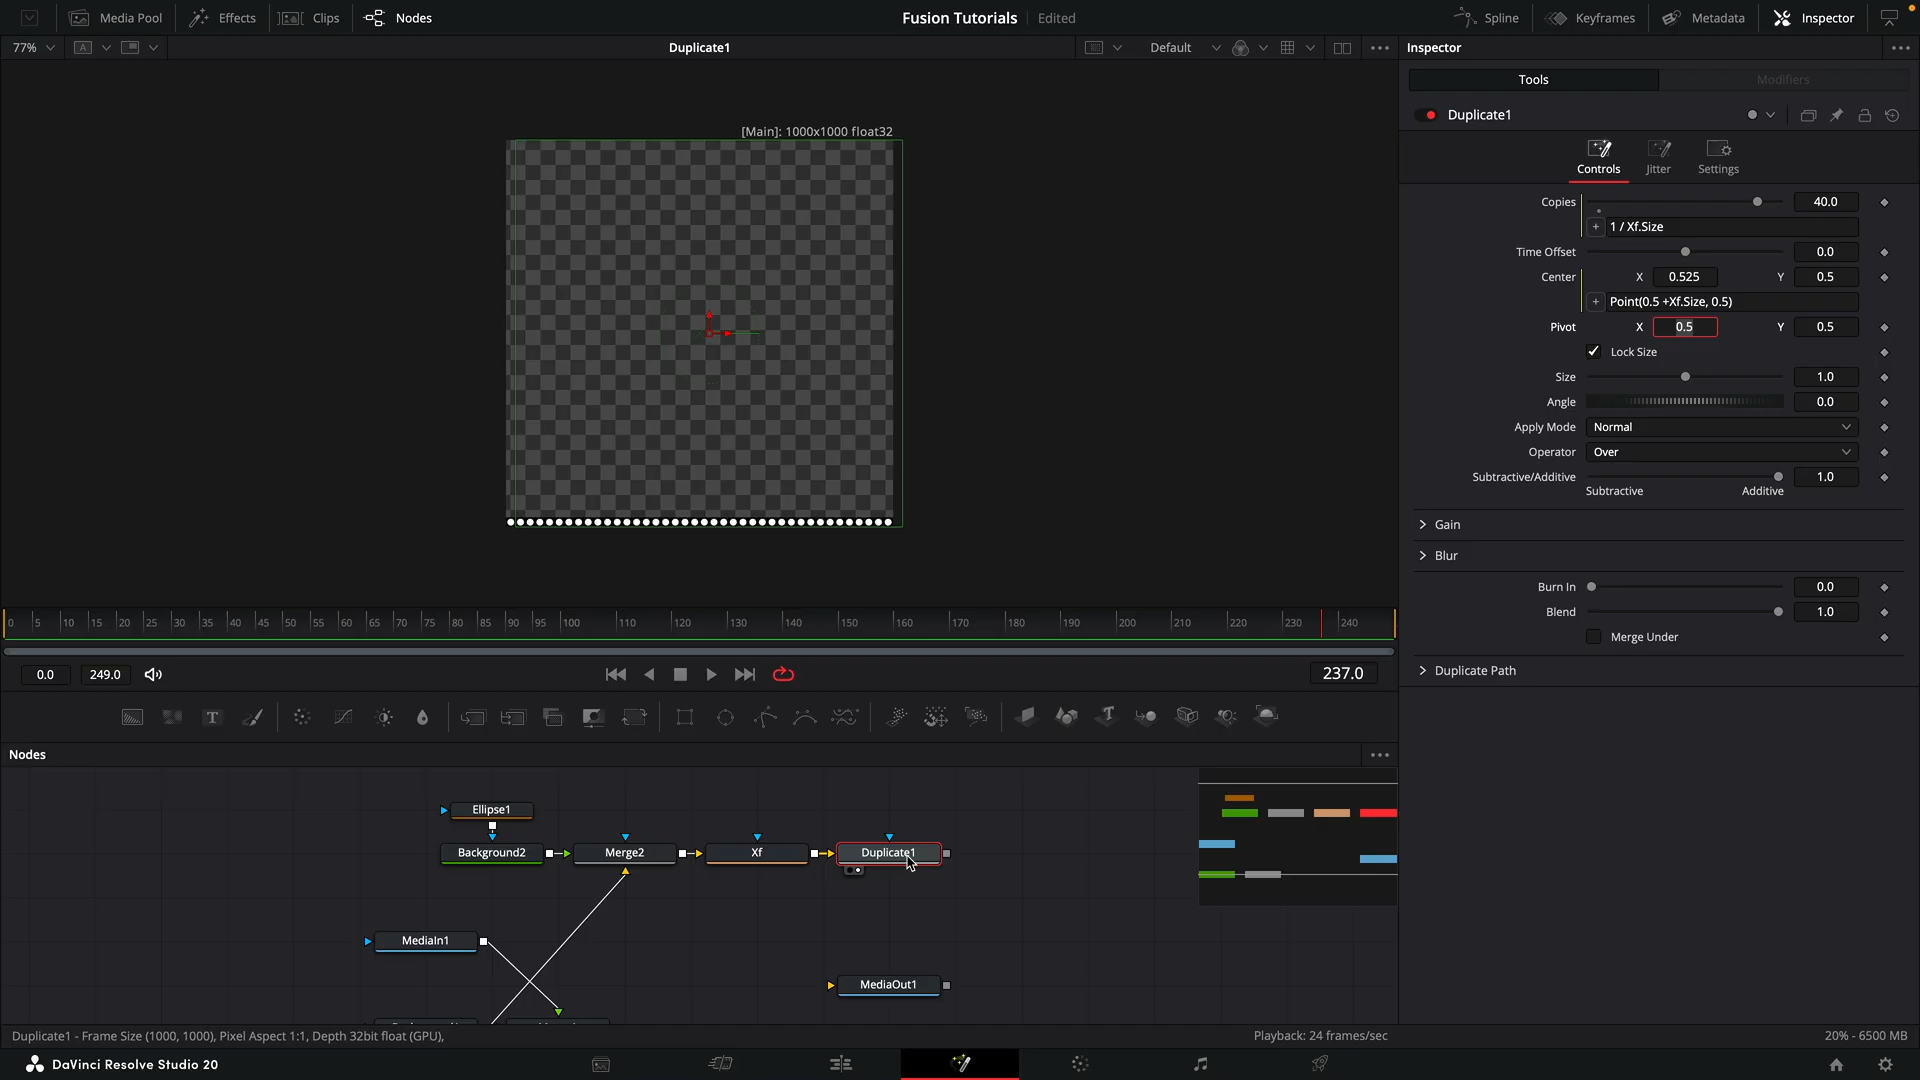 Media Pool
Effects
Clips
Nodes
Fusion Tutorials
Edited
Spline
Keyframes
Metadata
Inspector
77%
A
Duplicate1
Default
Inspector
Tools
Modifiers
Duplicate1
Controls
Jitter
Settings
[Main]: 1000x1000 float32
Copies
40.0
+ 1 / Xf.Size
Time Offset
0.0
Center X 0.525 Y 0.5
+ Point(0.5 +Xf.Size, 0.5)
Pivot X 0.5 Y 0.5
Lock Size
Size
1.0
Angle
0.0
Apply Mode
Normal
Operator
Over
Subtractive/Additive
1.0
Subtractive
Additive
Gain
Blur
Burn In
0.0
Blend
1.0
Merge Under
Duplicate Path
0 5 10 15 20 25 30 35 40 45 50 55 60 65 70 75 80 85 90 95 100 110 120 130 140 150 160 170 180 190 200 210 220 230 240
0.0
249.0
237.0
T
T
Nodes
Ellipse1
Background2
Merge2
Xf
Duplicate1
MediaIn1
MediaOut1
Duplicate1 - Frame Size (1000, 1000), Pixel Aspect 1:1, Depth 32bit float (GPU),
Playback: 24 frames/sec
20% - 6500 MB
DaVinci Resolve Studio 20